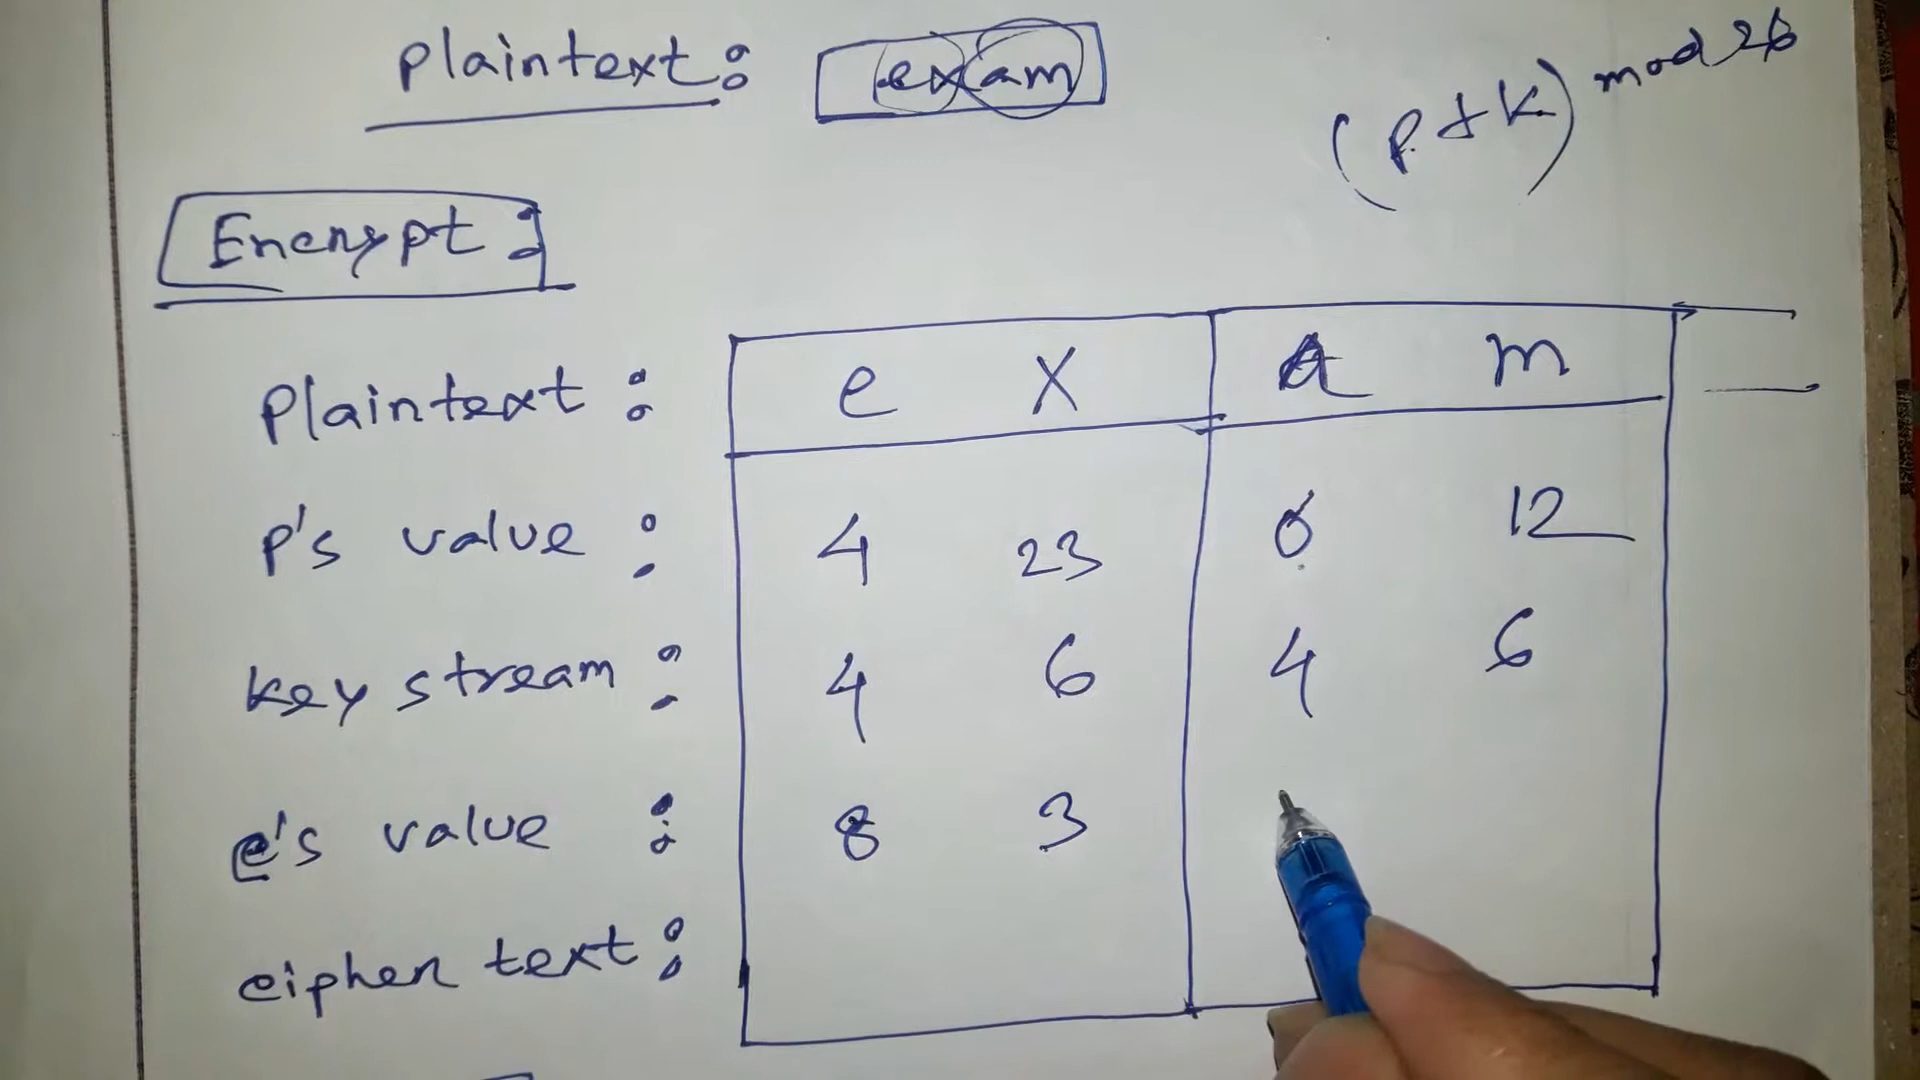 plaintext: exam
(p+k) mod 26
Encrypt:
Plaintext: e x a m
p's value: 4 23 0 12
key stream: 4 6 4 6
c's value: 8 3
cipher text: